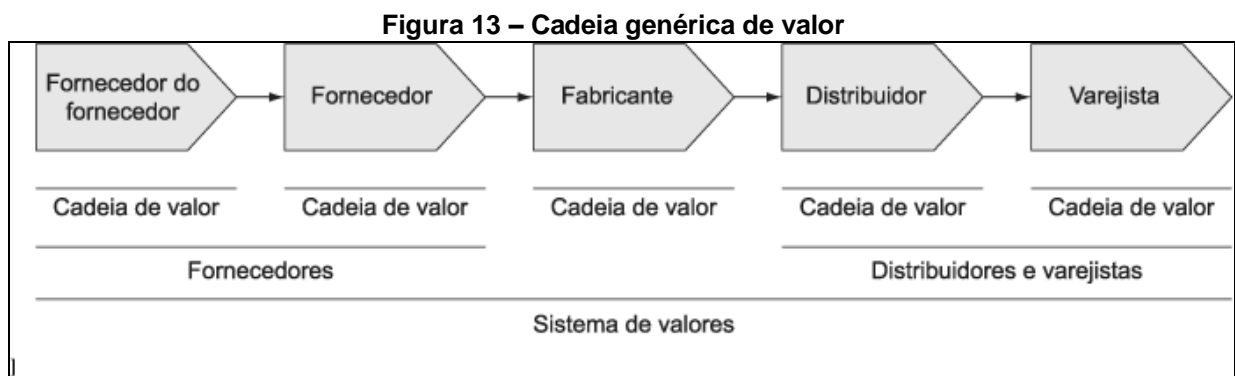 Figura 13 – Cadeia genérica de valor
Fornecedor do
fornecedor
Fornecedor
Fabricante
Distribuidor
Varejista
Cadeia de valor
Cadeia de valor
Cadeia de valor
Cadeia de valor
Cadeia de valor
Fornecedores
Distribuidores e varejistas
Sistema de valores